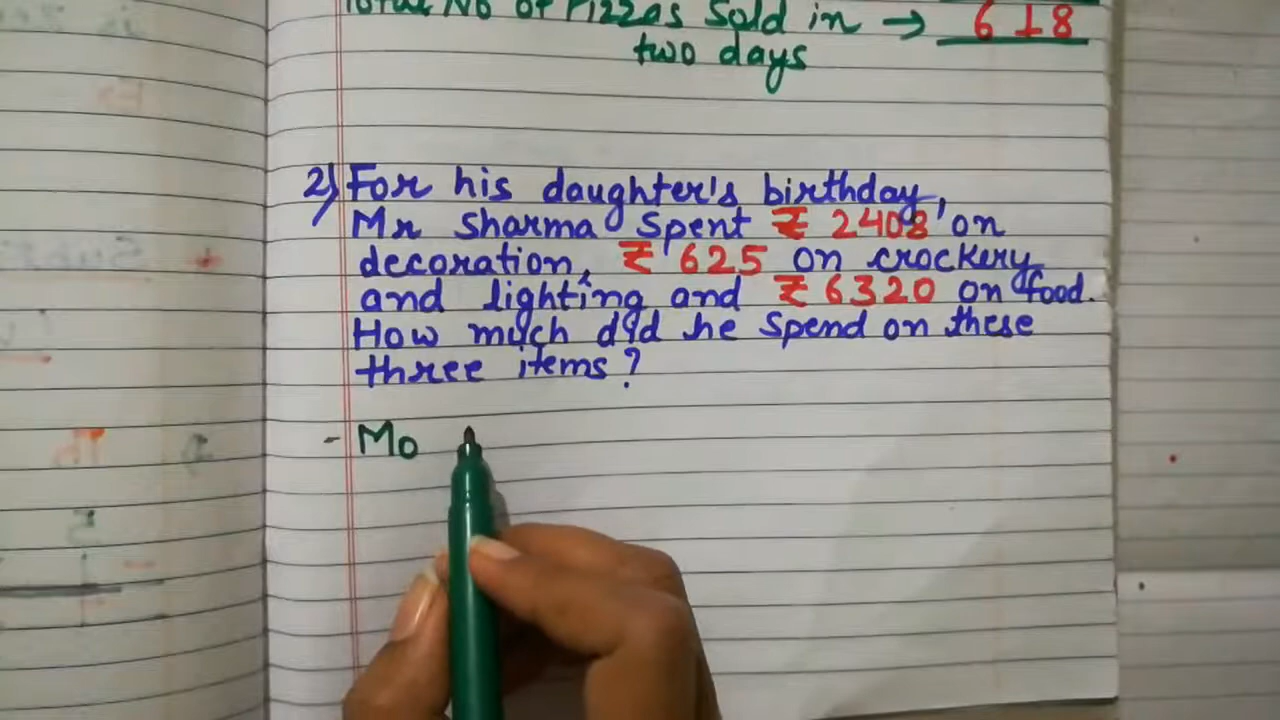 Total No of Pizzas Sold in → 618
two days
2) For his daughter's birthday,
Mr Sharma Spent ₹ 2408 on
decoration, ₹ 625 on crockery
and lighting and ₹ 6320 on food.
How much did he Spend on these
three items?
- Mo